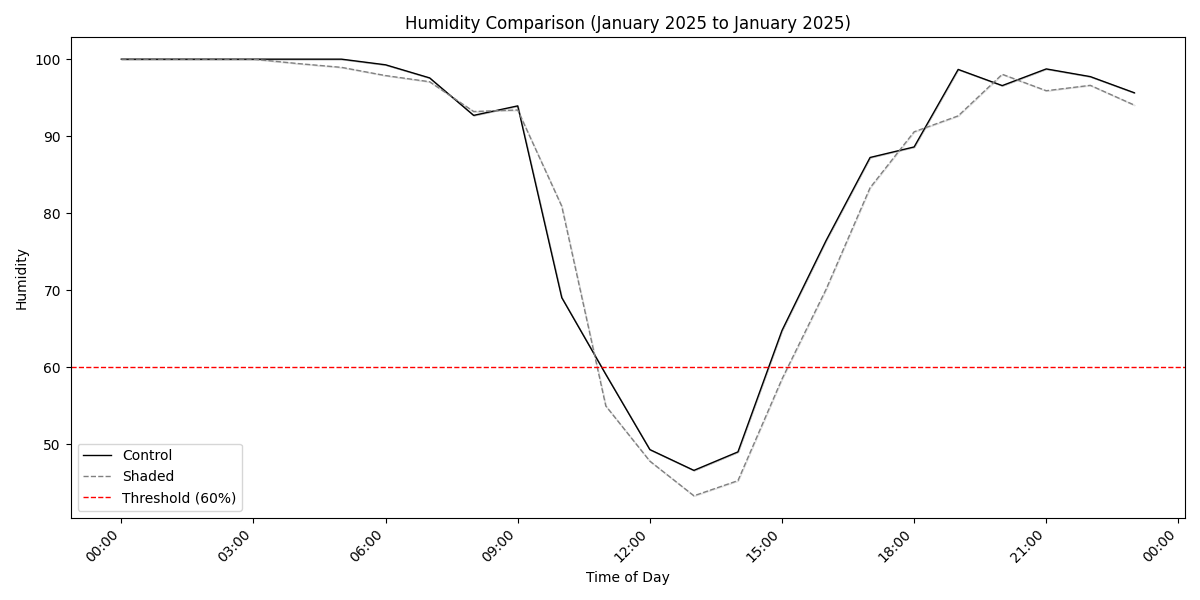 Humidity Comparison (January 2025 to January 2025)
Humidity
100
90
80
70
60
50
Control
Shaded
Threshold (60%)
00:00
03:00
06:00
09:00
12:00
15:00
18:00
21:00
00:00
Time of Day